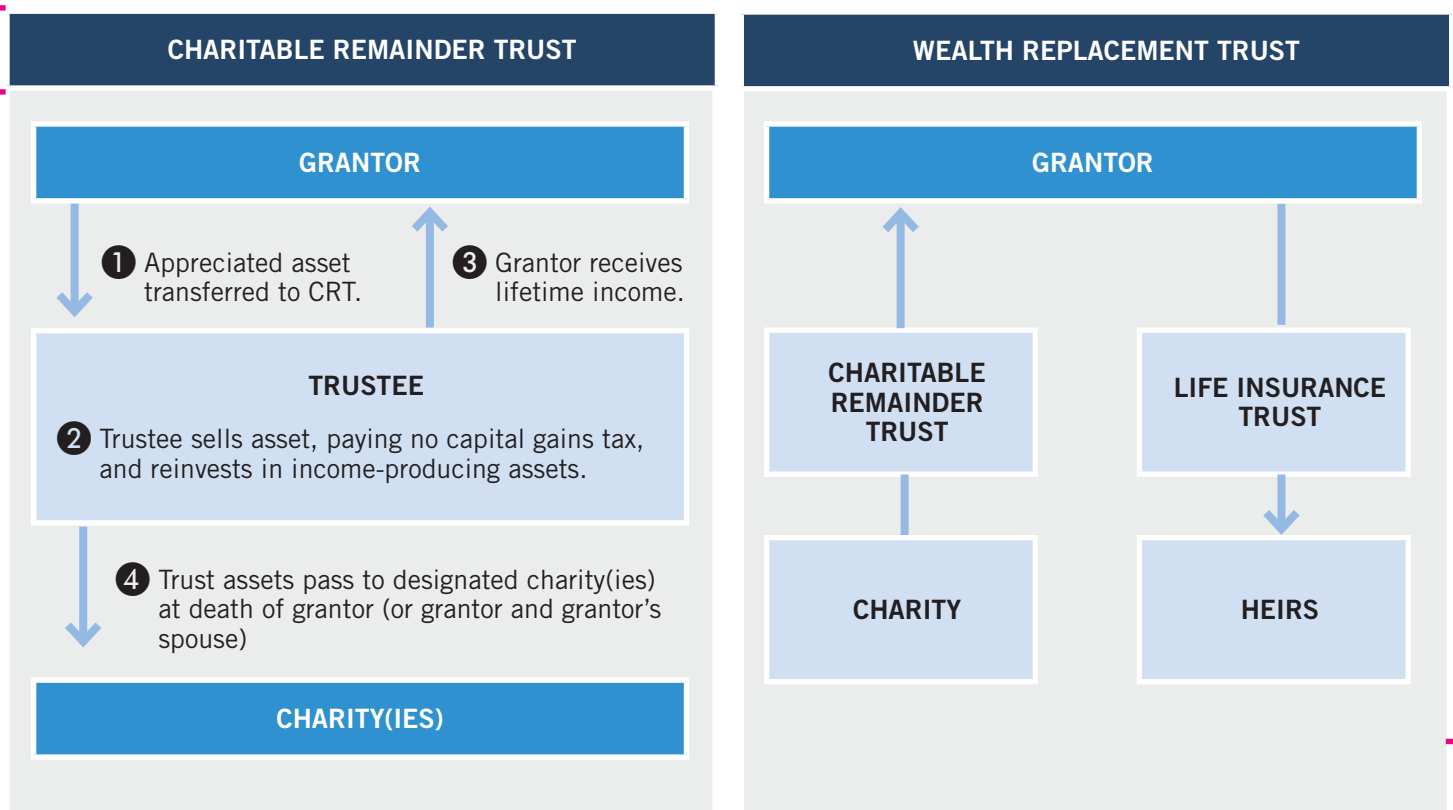 CHARITABLE REMAINDER TRUST
GRANTOR
1 Appreciated asset
transferred to CRT.
3 Grantor receives
lifetime income.
TRUSTEE
2 Trustee sells asset, paying no capital gains tax,
and reinvests in income-producing assets.
4 Trust assets pass to designated charity(ies)
at death of grantor (or grantor and grantor’s
spouse)
CHARITY(IES)
WEALTH REPLACEMENT TRUST
GRANTOR
CHARITABLE
REMAINDER
TRUST
LIFE INSURANCE
TRUST
CHARITY
HEIRS